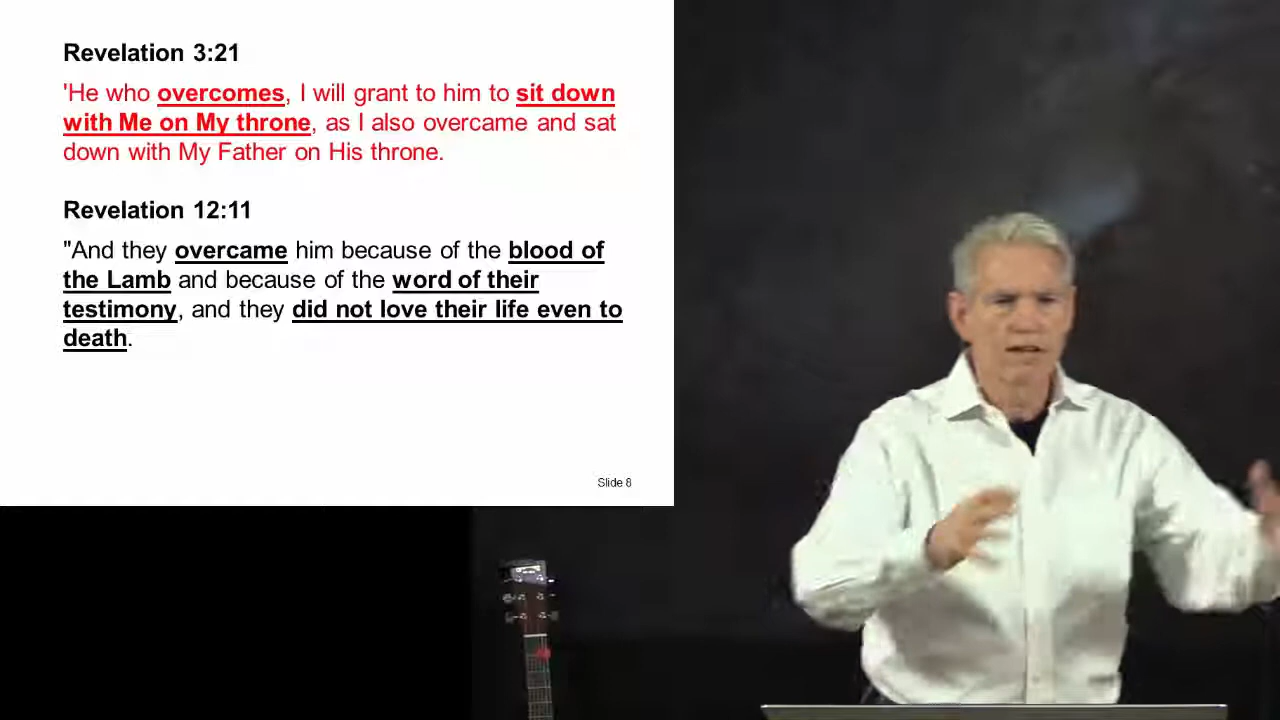 Revelation 3:21
'He who overcomes, I will grant to him to sit down
with Me on My throne, as I also overcame and sat
down with My Father on His throne.
Revelation 12:11
"And they overcame him because of the blood of
the Lamb and because of the word of their
testimony, and they did not love their life even to
death.
Slide 8